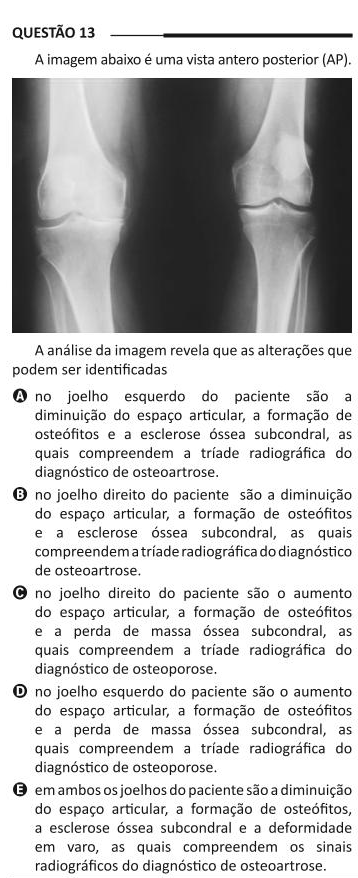 QUESTÃO 13
A imagem abaixo é uma vista antero posterior (AP).
A análise da imagem revela que as alterações que
podem ser identificadas
A no joelho esquerdo do paciente são a
diminuição do espaço articular, a formação de
osteófitos e a esclerose óssea subcondral, as
quais compreendem a tríade radiográfica do
diagnóstico de osteoartrose.
B no joelho direito do paciente são a diminuição
do espaço articular, a formação de osteófitos
e a esclerose óssea subcondral, as quais
compreendem a tríade radiográfica do diagnóstico
de osteoartrose.
C no joelho direito do paciente são o aumento
do espaço articular, a formação de osteófitos
e a perda de massa óssea subcondral, as
quais compreendem a tríade radiográfica do
diagnóstico de osteoporose.
D no joelho esquerdo do paciente são o aumento
do espaço articular, a formação de osteófitos
e a perda de massa óssea subcondral, as
quais compreendem a tríade radiográfica do
diagnóstico de osteoporose.
E em ambos os joelhos do paciente são a diminuição
do espaço articular, a formação de osteófitos,
a esclerose óssea subcondral e a deformidade
em varo, as quais compreendem os sinais
radiográficos do diagnóstico de osteoartrose.